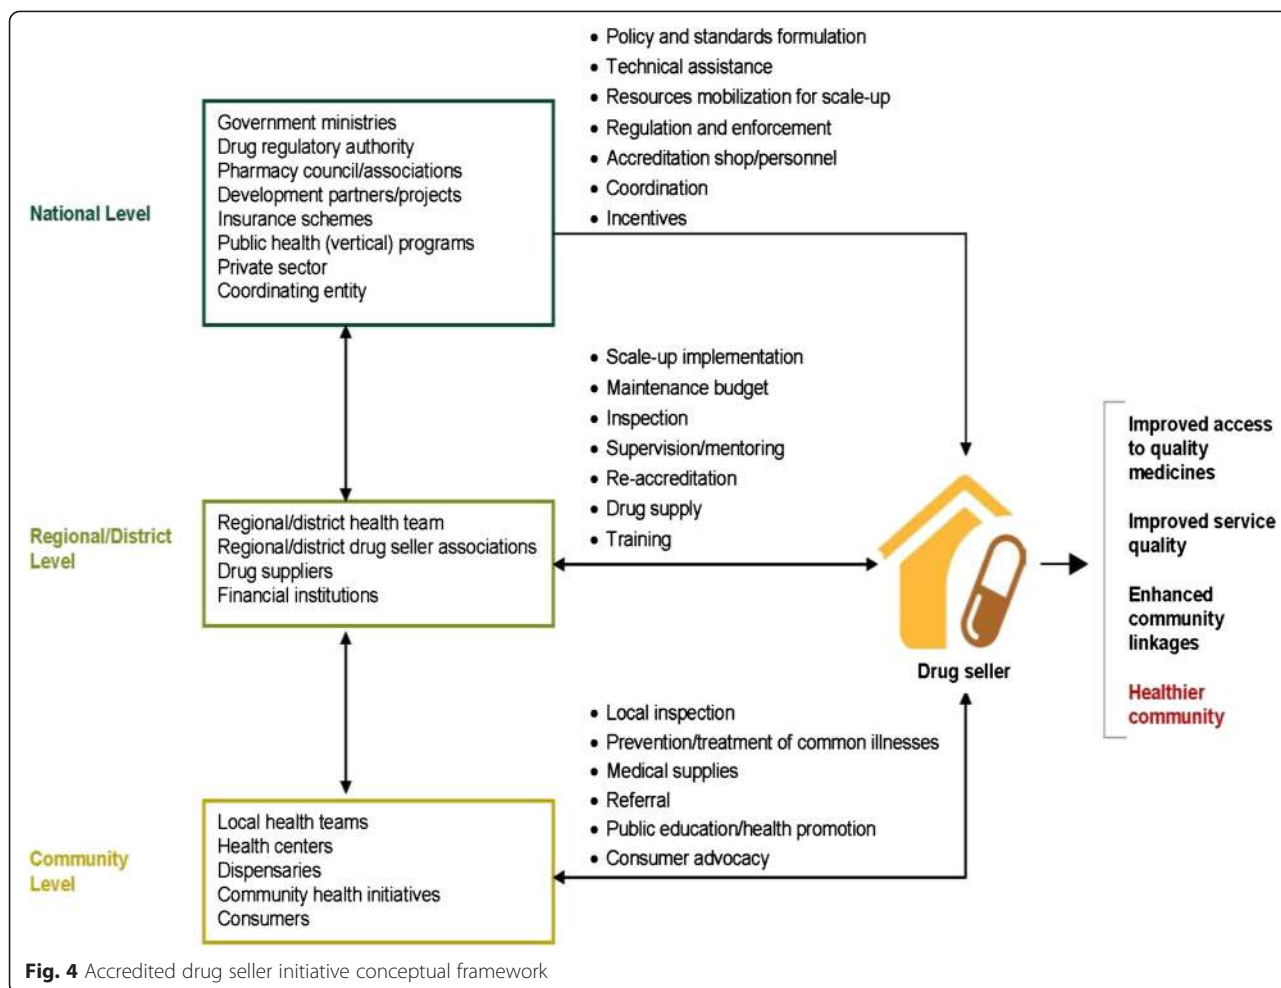 • Policy and standards formulation
• Technical assistance
• Resources mobilization for scale-up
• Regulation and enforcement
• Accreditation shop/personnel
• Coordination
• Incentives
National Level
Government ministries
Drug regulatory authority
Pharmacy council/associations
Development partners/projects
Insurance schemes
Public health (vertical) programs
Private sector
Coordinating entity
• Scale-up implementation
• Maintenance budget
• Inspection
• Supervision/mentoring
• Re-accreditation
• Drug supply
• Training
Regional/District
Level
Regional/district health team
Regional/district drug seller associations
Drug suppliers
Financial institutions
Drug seller
Improved access
to quality
medicines
Improved service
quality
Enhanced
community
linkages
Healthier
community
• Local inspection
• Prevention/treatment of common illnesses
• Medical supplies
• Referral
• Public education/health promotion
• Consumer advocacy
Community
Level
Local health teams
Health centers
Dispensaries
Community health initiatives
Consumers
Fig. 4 Accredited drug seller initiative conceptual framework